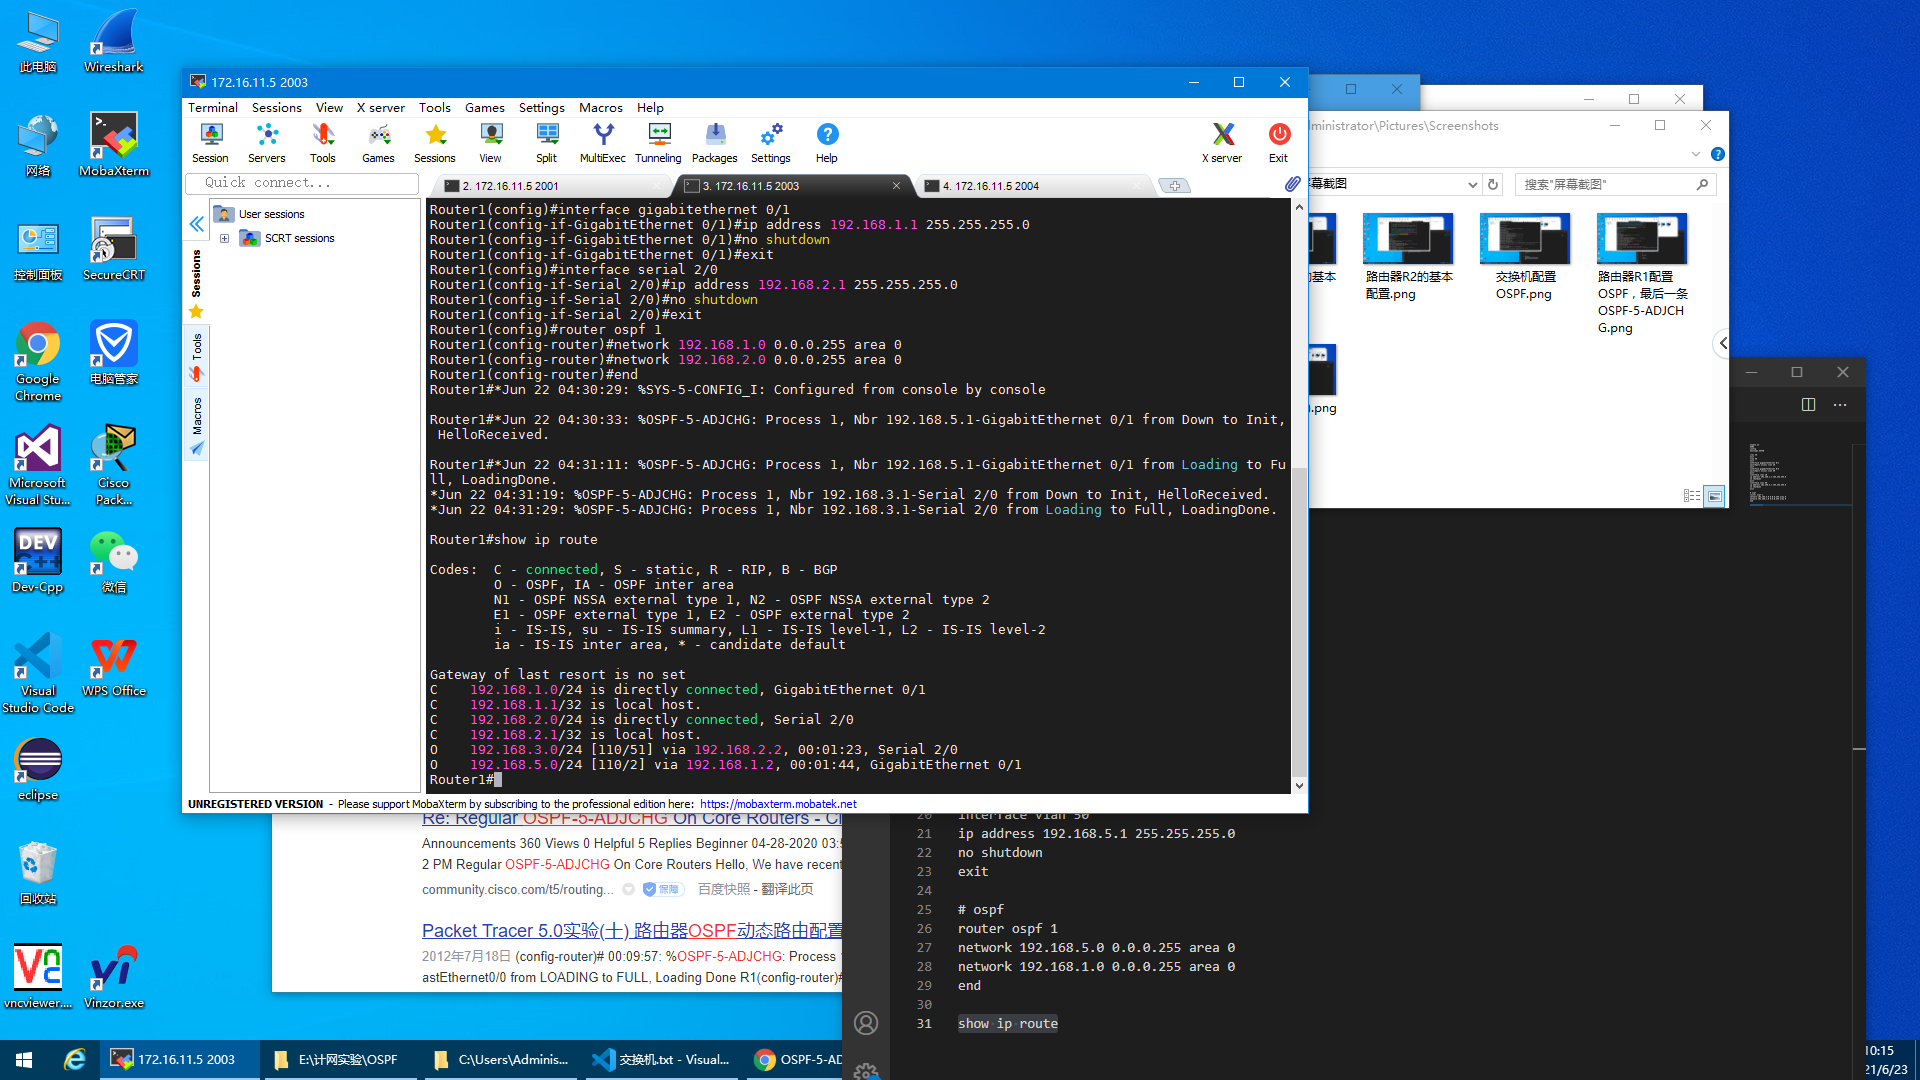 此电脑
Wireshark
网络
MobaXterm
控制面板
SecureCRT
Google
Chrome
电脑管家
Microsoft
Visual Stu...
Cisco
Pack...
Dev-Cpp
微信
Visual
Studio Code
WPS Office
eclipse
回收站
vncviewer....
Vinzor.exe
172.16.11.5 2003
Terminal Sessions View X server Tools Games Settings Macros Help
Session Servers Tools Games Sessions View Split MultiExec Tunneling Packages Settings Help X server Exit
Quick connect...
2. 172.16.11.5 2001
3. 172.16.11.5 2003
4. 172.16.11.5 2004
User sessions
SCRT sessions
Sessions
Tools
Macros
Router1(config)#interface gigabitethernet 0/1
Router1(config-if-GigabitEthernet 0/1)#ip address 192.168.1.1 255.255.255.0
Router1(config-if-GigabitEthernet 0/1)#no shutdown
Router1(config-if-GigabitEthernet 0/1)#exit
Router1(config)#interface serial 2/0
Router1(config-if-Serial 2/0)#ip address 192.168.2.1 255.255.255.0
Router1(config-if-Serial 2/0)#no shutdown
Router1(config-if-Serial 2/0)#exit
Router1(config)#router ospf 1
Router1(config-router)#network 192.168.1.0 0.0.0.255 area 0
Router1(config-router)#network 192.168.2.0 0.0.0.255 area 0
Router1(config-router)#end
Router1#*Jun 22 04:30:29: %SYS-5-CONFIG_I: Configured from console by console
Router1#*Jun 22 04:30:33: %OSPF-5-ADJCHG: Process 1, Nbr 192.168.5.1-GigabitEthernet 0/1 from Down to Init,
HelloReceived.
Router1#*Jun 22 04:31:11: %OSPF-5-ADJCHG: Process 1, Nbr 192.168.5.1-GigabitEthernet 0/1 from Loading to Fu
ll, LoadingDone.
*Jun 22 04:31:19: %OSPF-5-ADJCHG: Process 1, Nbr 192.168.3.1-Serial 2/0 from Down to Init, HelloReceived.
*Jun 22 04:31:29: %OSPF-5-ADJCHG: Process 1, Nbr 192.168.3.1-Serial 2/0 from Loading to Full, LoadingDone.
Router1#show ip route
Codes:  C - connected, S - static, R - RIP, B - BGP
O - OSPF, IA - OSPF inter area
N1 - OSPF NSSA external type 1, N2 - OSPF NSSA external type 2
E1 - OSPF external type 1, E2 - OSPF external type 2
i - IS-IS, su - IS-IS summary, L1 - IS-IS level-1, L2 - IS-IS level-2
ia - IS-IS inter area, * - candidate default
Gateway of last resort is no set
C    192.168.1.0/24 is directly connected, GigabitEthernet 0/1
C    192.168.1.1/32 is local host.
C    192.168.2.0/24 is directly connected, Serial 2/0
C    192.168.2.1/32 is local host.
O    192.168.3.0/24 [110/51] via 192.168.2.2, 00:01:23, Serial 2/0
O    192.168.5.0/24 [110/2] via 192.168.1.2, 00:01:44, GigabitEthernet 0/1
Router1#
UNREGISTERED VERSION - Please support MobaXterm by subscribing to the professional edition here: https://mobaxterm.mobatek.net
ministrator\Pictures\Screenshots
屏幕截图
搜索"屏幕截图"
的基本
路由器R2的基本
配置.png
交换机配置
OSPF.png
路由器R1配置
OSPF，最后一条
OSPF-5-ADJCH
G.png
.png
Re: Regular OSPF-5-ADJCHG On Core Routers - Ci
Announcements 360 Views 0 Helpful 5 Replies Beginner 04-28-2020 03:5
2 PM Regular OSPF-5-ADJCHG On Core Routers Hello, We have recent
community.cisco.com/t5/routing... 保障 百度快照 - 翻译此页
Packet Tracer 5.0实验(十) 路由器OSPF动态路由配置
2012年7月18日 (config-router)# 00:09:57: %OSPF-5-ADJCHG: Process
astEthernet0/0 from LOADING to FULL, Loading Done R1(config-router)#
20 interface vlan 50
21 ip address 192.168.5.1 255.255.255.0
22 no shutdown
23 exit
24
25 # ospf
26 router ospf 1
27 network 192.168.5.0 0.0.0.255 area 0
28 network 192.168.1.0 0.0.0.255 area 0
29 end
30
31 show ip route
172.16.11.5 2003
E:\计网实验\OSPF
C:\Users\Adminis...
交换机.txt - Visual...
OSPF-5-AD
10:15
21/6/23